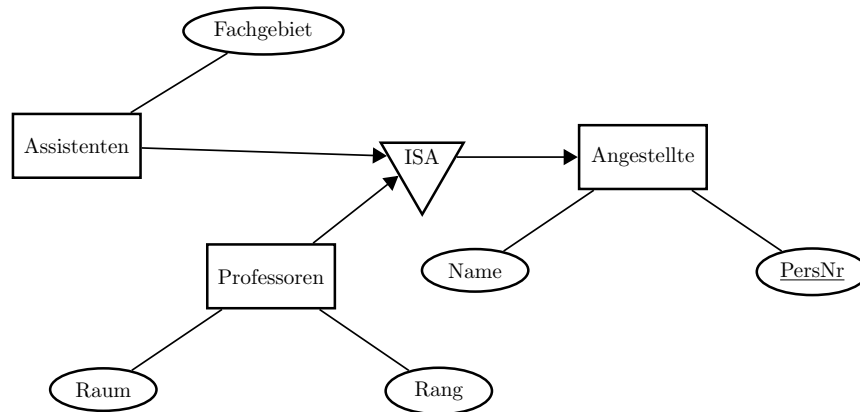 Fachgebiet
Assistenten
ISA
Angestellte
Professoren
Name
PersNr
Raum
Rang